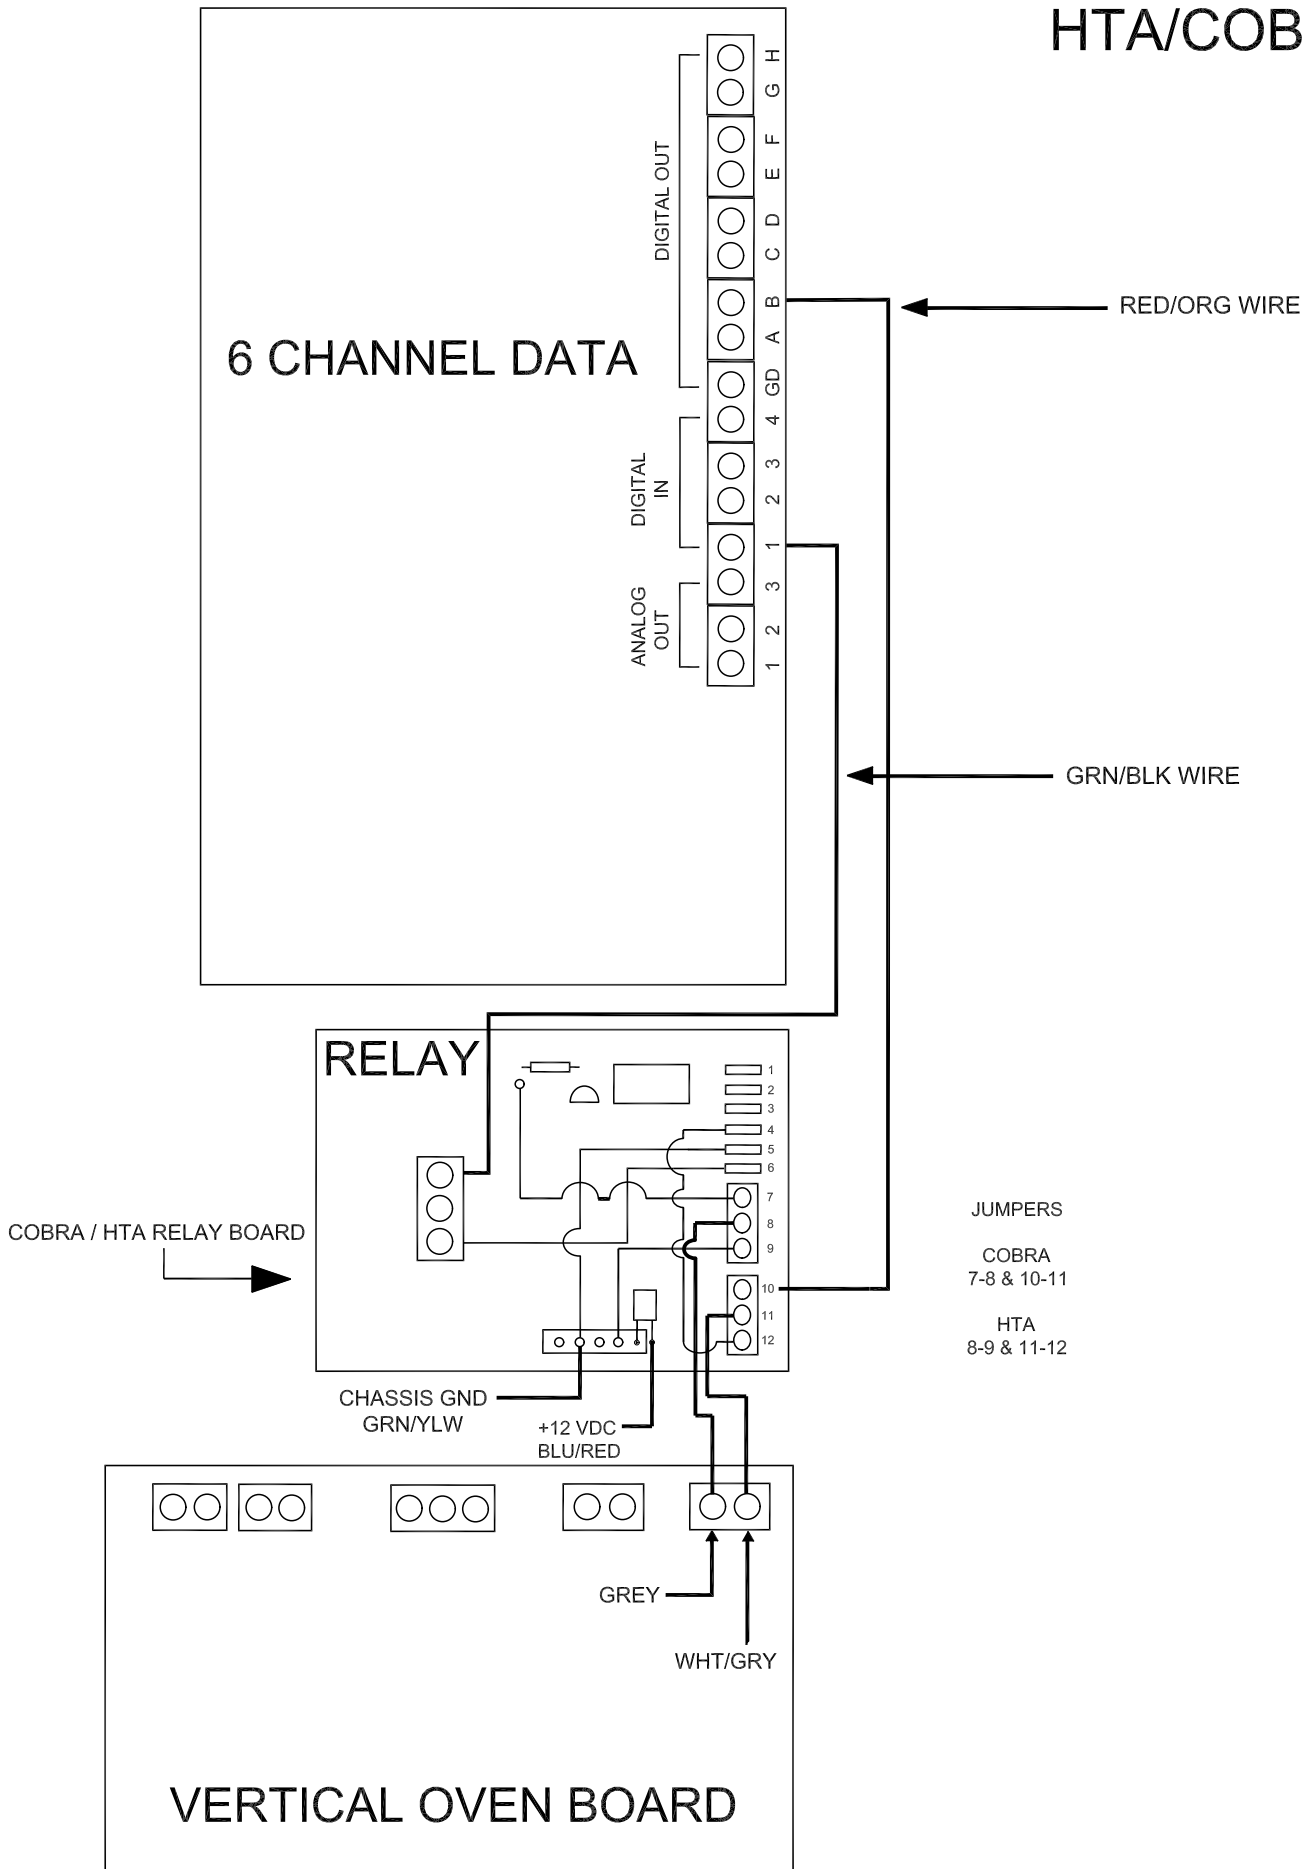 HTA/COB
H
G
F
E
D
C
B
A
GD
4
3
2
1
3
2
1
DIGITAL OUT
DIGITAL
IN
ANALOG
OUT
6 CHANNEL DATA
RED/ORG WIRE
GRN/BLK WIRE
RELAY
1
2
3
4
5
6
7
8
9
10
11
12
COBRA / HTA RELAY BOARD
JUMPERS
COBRA
7-8 & 10-11
HTA
8-9 & 11-12
CHASSIS GND
GRN/YLW
+12 VDC
BLU/RED
GREY
WHT/GRY
VERTICAL OVEN BOARD